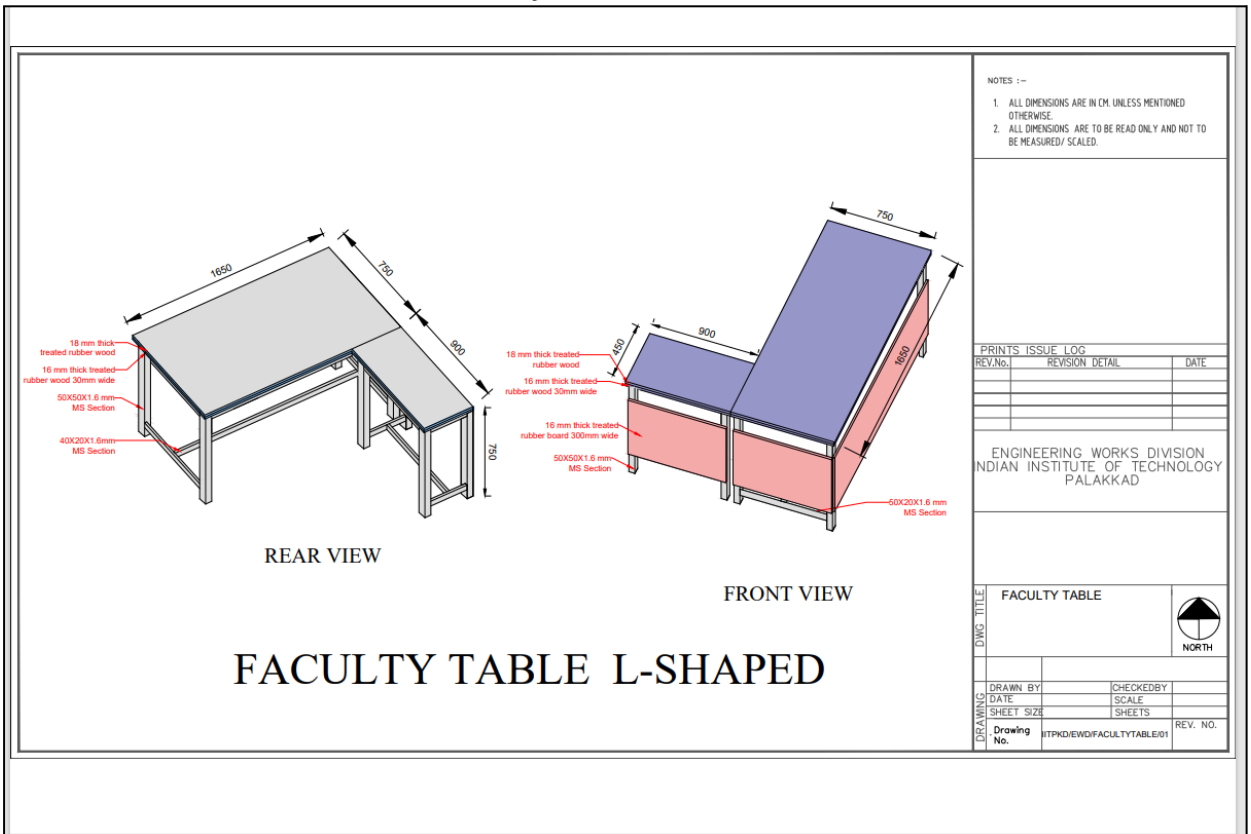 1650
750
900
18 mm thick
treated rubber wood
16 mm thick treated
rubber wood 30mm wide
50X50X1.6 mm
MS Section
40X20X1.6mm
MS Section
750
REAR VIEW
750
900
450
1650
18 mm thick treated
rubber wood
16 mm thick treated
rubber wood 30mm wide
16 mm thick treated
rubber board 300mm wide
50X50X1.6 mm
MS Section
50X20X1.6 mm
MS Section
FRONT VIEW
FACULTY TABLE L-SHAPED
NOTES :-
1. ALL DIMENSIONS ARE IN CM. UNLESS MENTIONED
OTHERWISE.
2. ALL DIMENSIONS ARE TO BE READ ONLY AND NOT TO
BE MEASURED/ SCALED.
PRINTS ISSUE LOG
REV.No. REVISION DETAIL DATE
ENGINEERING WORKS DIVISION
INDIAN INSTITUTE OF TECHNOLOGY
PALAKKAD
DWG TITLE
FACULTY TABLE
NORTH
DRAWING
DRAWN BY CHECKEDBY
DATE SCALE
SHEET SIZE SHEETS
Drawing No. IITPKD/EWD/FACULTYTABLE/01 REV. NO.